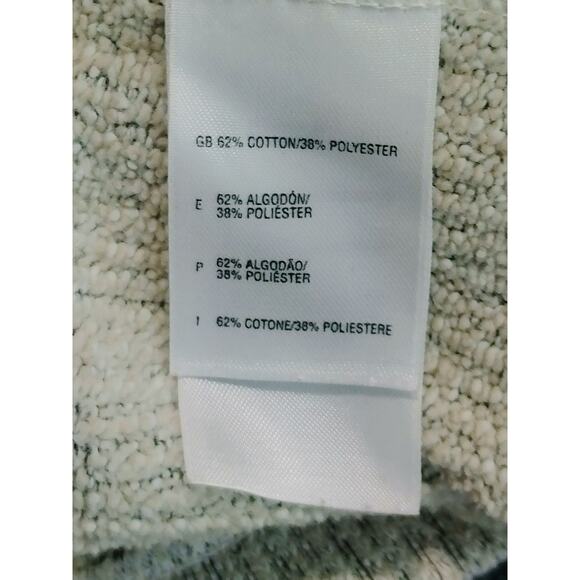 GB 62% COTTON/38% POLYESTER
E 62% ALGODÓN/
38% POLIÉSTER
P 62% ALGODÃO/
38% POLIÉSTER
I 62% COTONE/38% POLIESTERE